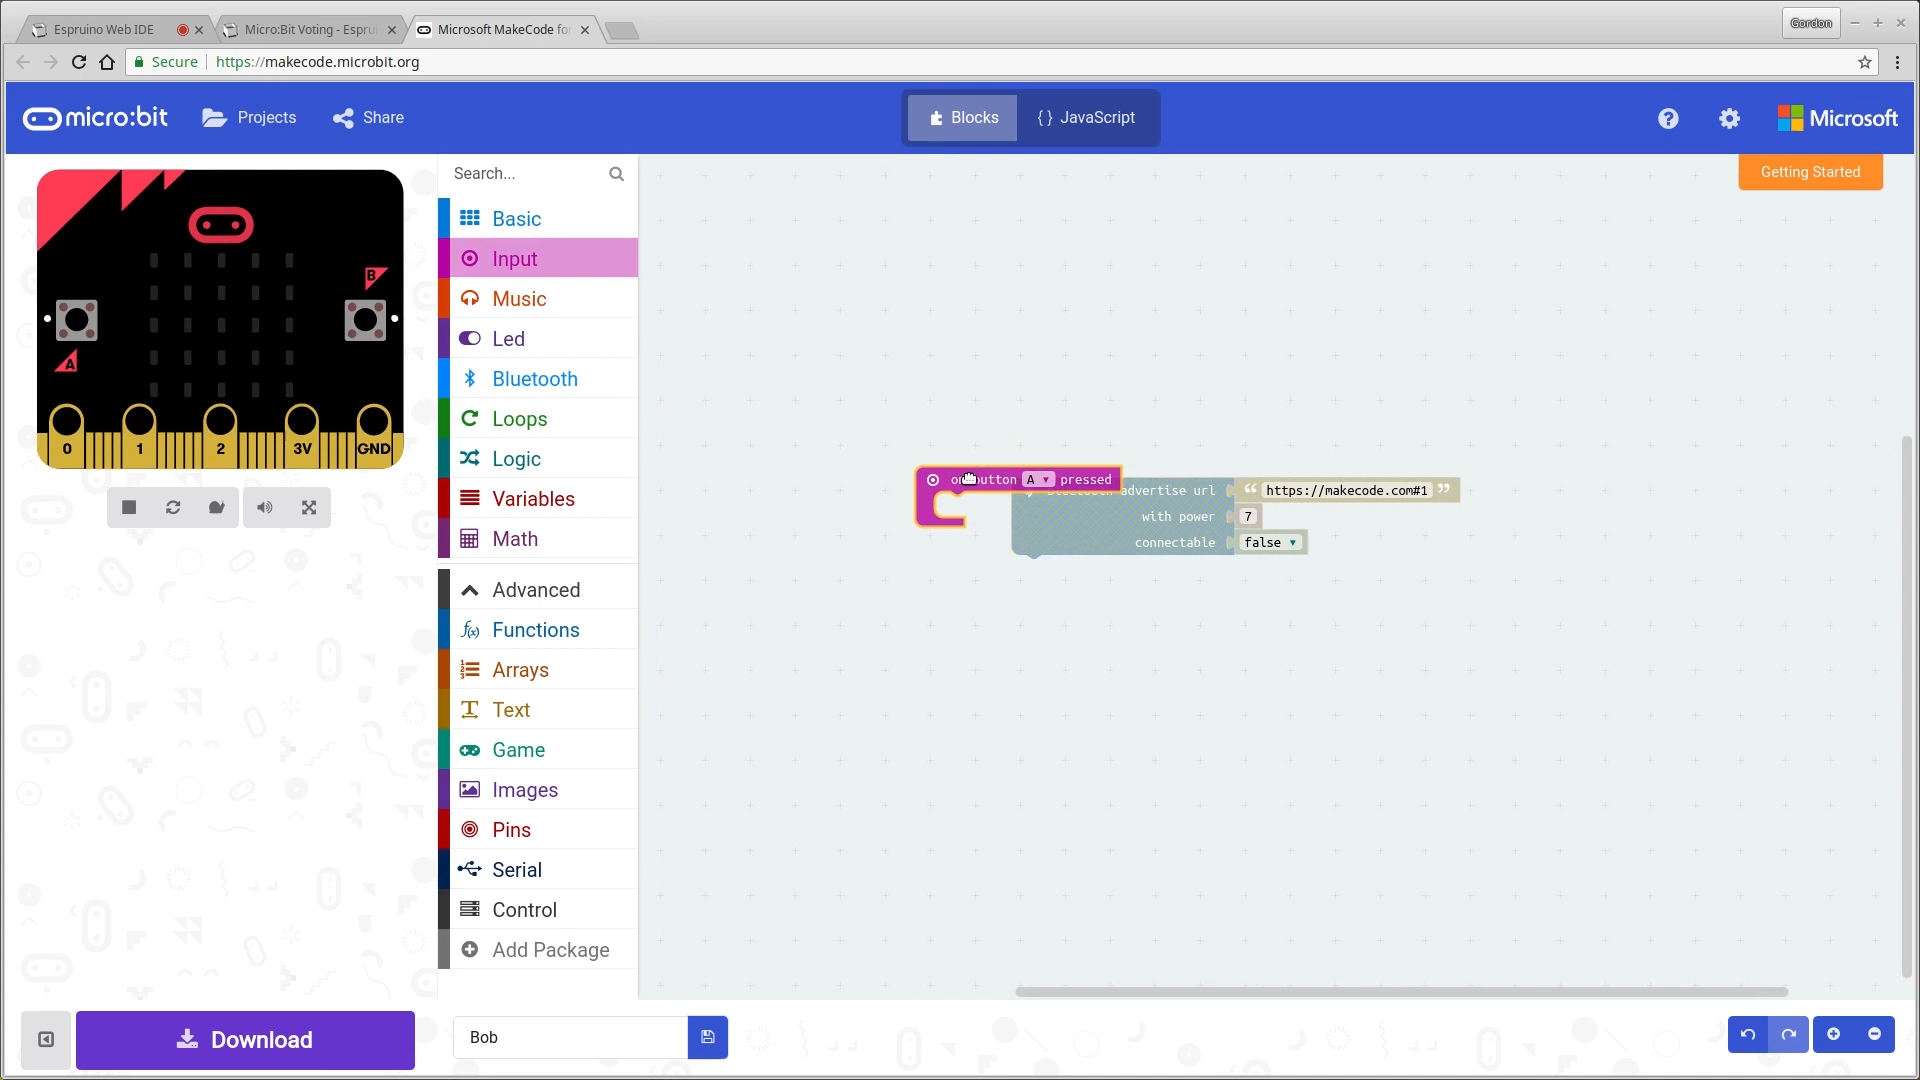 Espruino Web IDE
Micro:Bit Voting - Espru
Microsoft MakeCode for
Gordon
Secure
https://makecode.microbit.org
micro:bit
Projects
Share
Blocks
{ } JavaScript
Microsoft
Search...
Getting Started
Basic
Input
Music
Led
Bluetooth
Loops
Logic
Variables
Math
Advanced
Functions
Arrays
Text
Game
Images
Pins
Serial
Control
Add Package
B
A
0 1 2 3V GND
on button A pressed
advertise url “ https://makecode.com#1 ”
with power 7
connectable false
Download
Bob